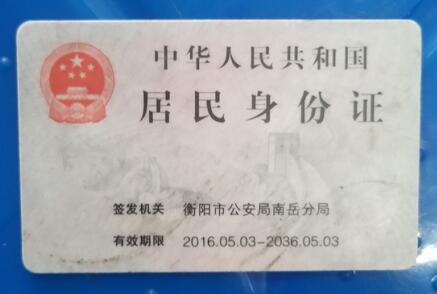 中华人民共和国
居民身份证
签发机关 衡阳市公安局南岳分局
有效期限 2016.05.03-2036.05.03